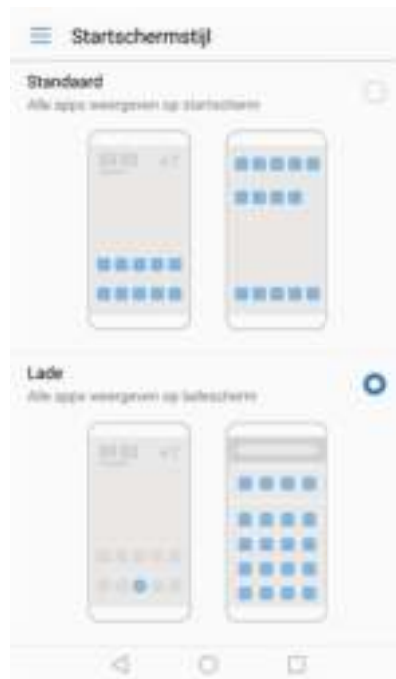 Startschermstijl
Standaard
Alle apps weergeven op startscherm
Lade
Alle apps weergeven op ladescherm